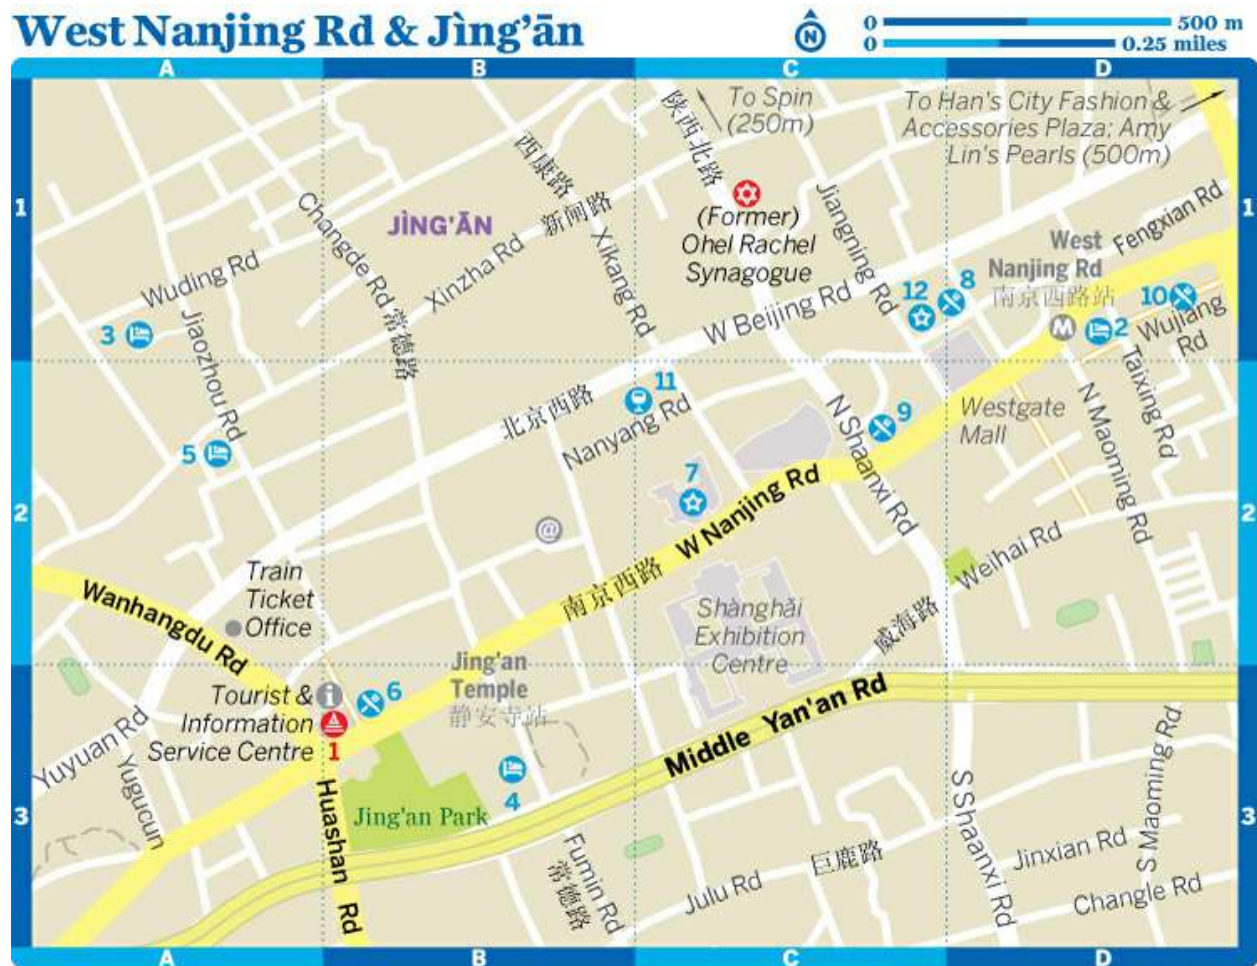 West Nanjing Rd & Jìng'ān
N
0 500 m
0 0.25 miles
A B C D
To Spin
(250m)
To Han's City Fashion &
Accessories Plaza; Amy
Lin's Pearls (500m)
陕西北路
西康路
1
1
JÌNG'ĀN
新闸路
Changde Rd
常德路
Xinzha Rd
Xikang Rd
(Former)
Ohel Rachel
Synagogue
Jiangning Rd
Fengxian Rd
West
Nanjing Rd
南京西路站
M
Wuding Rd
3
Jiaozhou Rd
W Beijing Rd
12
8
10
2
Wujiang
Rd
Taixing Rd
11
北京西路
Nanyang Rd
N Shaanxi Rd
9
Westgate
Mall
N Maoming Rd
5
7
2
2
W Nanjing Rd
南京西路
@
Weihai Rd
威海路
Train
Ticket
Office
Wanhangdu Rd
Shànghǎi
Exhibition
Centre
Jing'an
Temple
静安寺站
Tourist &
Information
Service Centre
i
1
6
Middle Yan'an Rd
Yuyuan Rd
Yugucun
4
Jing'an Park
Huashan Rd
3
3
Fumin Rd
常德路
Julu Rd
巨鹿路
S Shaanxi Rd
Jinxian Rd
S Maoming Rd
Changle Rd
A B C D